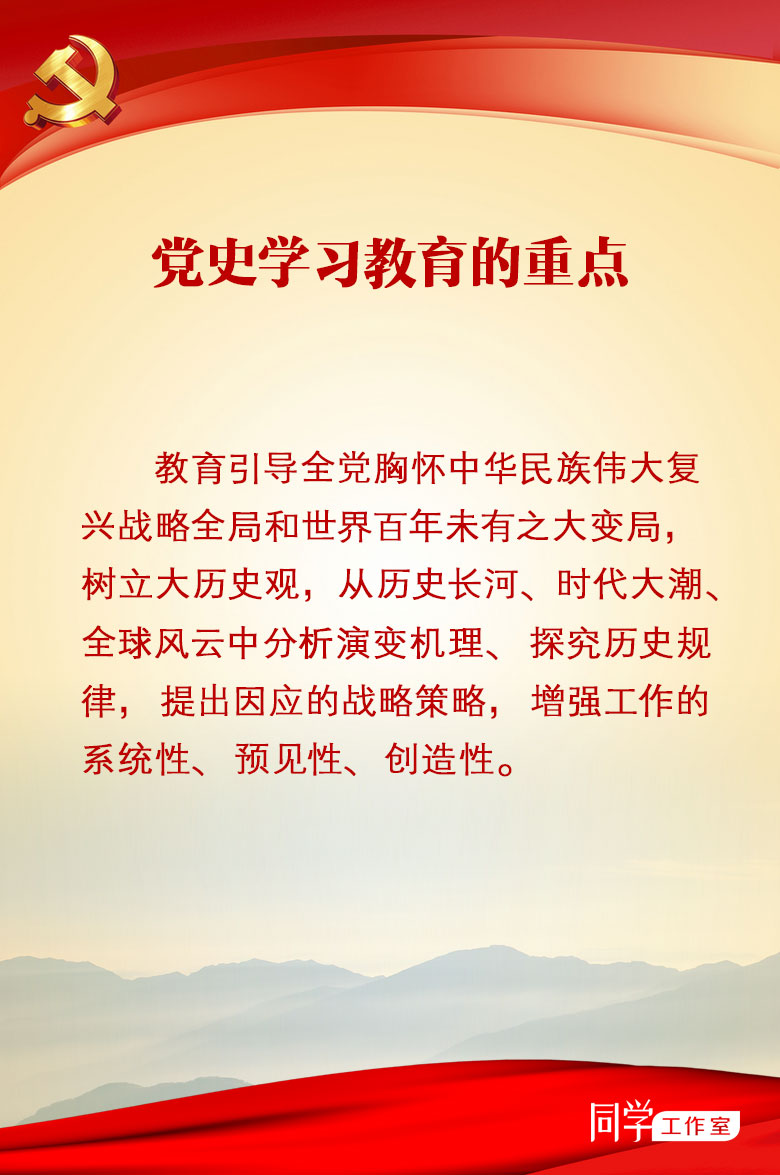 党史学习教育的重点
教育引导全党胸怀中华民族伟大复
兴战略全局和世界百年未有之大变局，
树立大历史观，从历史长河、时代大潮、
全球风云中分析演变机理、探究历史规
律，提出因应的战略策略，增强工作的
系统性、预见性、创造性。
同学工作室